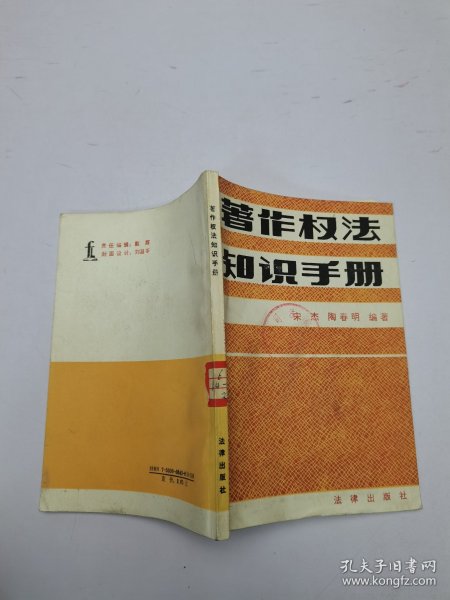 著作权法
知识手册
宋 杰 陶春明 编著
法律出版社
著作权法知识手册
法律出版社
责任编辑：
封面设计：
孔夫子旧书网
www.kongfz.com